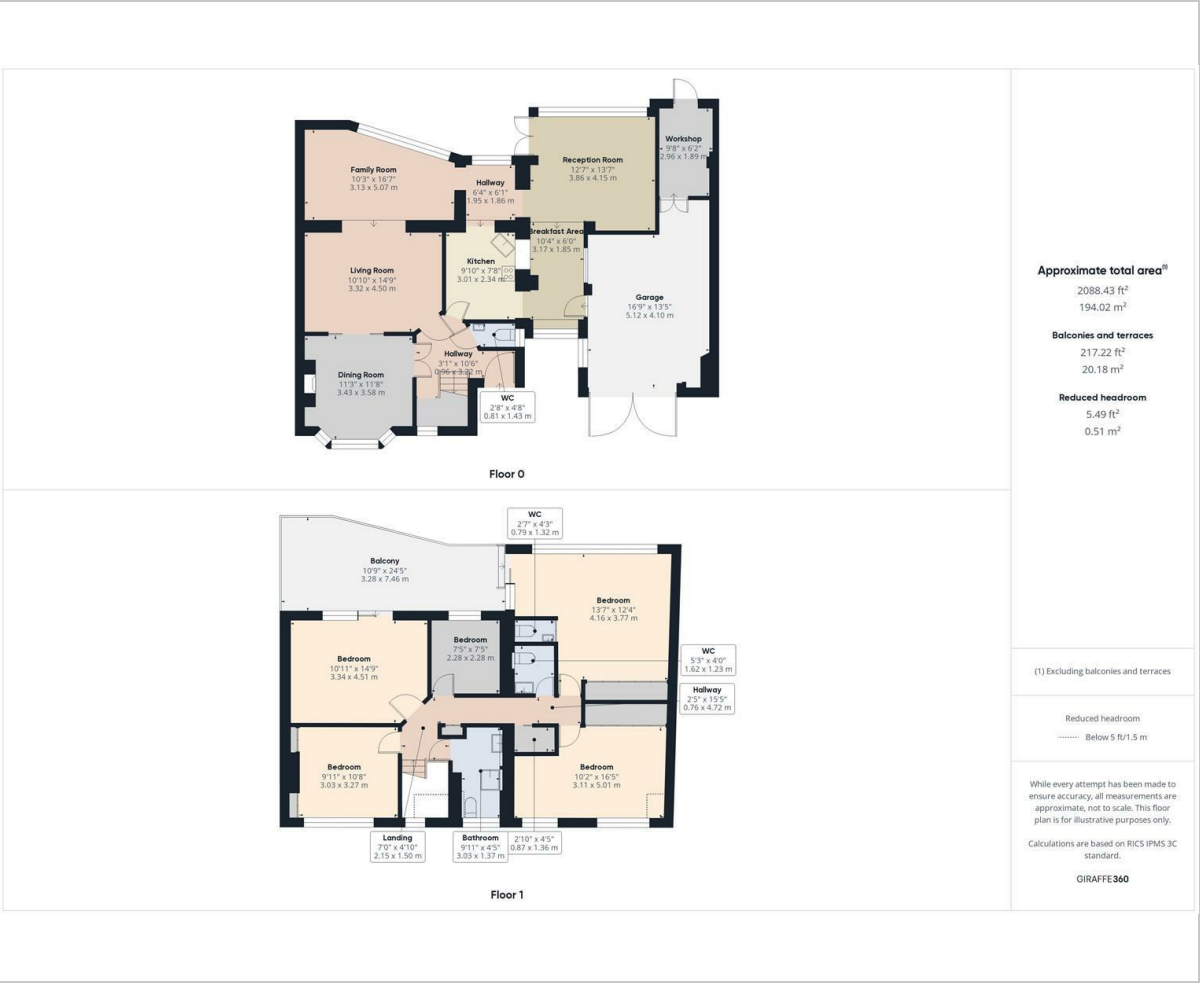 Workshop
9'8" x 6'2"
2.96 x 1.89 m
Reception Room
12'7" x 13'7"
3.86 x 4.15 m
Family Room
10'3" x 16'7"
3.13 x 5.07 m
Hallway
6'4" x 6'1"
1.95 x 1.86 m
Breakfast Area
10'4" x 6'0"
3.17 x 1.85 m
Kitchen
9'10" x 7'8"
3.01 x 2.34 m
Living Room
10'10" x 14'9"
3.32 x 4.50 m
Garage
16'9" x 13'5"
5.12 x 4.10 m
Hallway
3'1" x 10'6"
0.96 x 3.22 m
Dining Room
11'3" x 11'8"
3.43 x 3.58 m
WC
2'8" x 4'8"
0.81 x 1.43 m
Floor 0
WC
2'7" x 4'3"
0.79 x 1.32 m
Balcony
10'9" x 24'5"
3.28 x 7.46 m
Bedroom
13'7" x 12'4"
4.16 x 3.77 m
Bedroom
7'5" x 7'5"
2.28 x 2.28 m
Bedroom
10'11" x 14'9"
3.34 x 4.51 m
WC
5'3" x 4'0"
1.62 x 1.23 m
Hallway
2'5" x 15'5"
0.76 x 4.72 m
Bedroom
9'11" x 10'8"
3.03 x 3.27 m
Bedroom
10'2" x 16'5"
3.11 x 5.01 m
Landing
7'0" x 4'10"
2.15 x 1.50 m
Bathroom
9'11" x 4'5"
3.03 x 1.37 m
2'10" x 4'5"
0.87 x 1.36 m
Floor 1
Approximate total area(1)
2088.43 ft²
194.02 m²
Balconies and terraces
217.22 ft²
20.18 m²
Reduced headroom
5.49 ft²
0.51 m²
(1) Excluding balconies and terraces
Reduced headroom
Below 5 ft/1.5 m
While every attempt has been made to
ensure accuracy, all measurements are
approximate, not to scale. This floor
plan is for illustrative purposes only.
Calculations are based on RICS IPMS 3C
standard.
GIRAFFE360